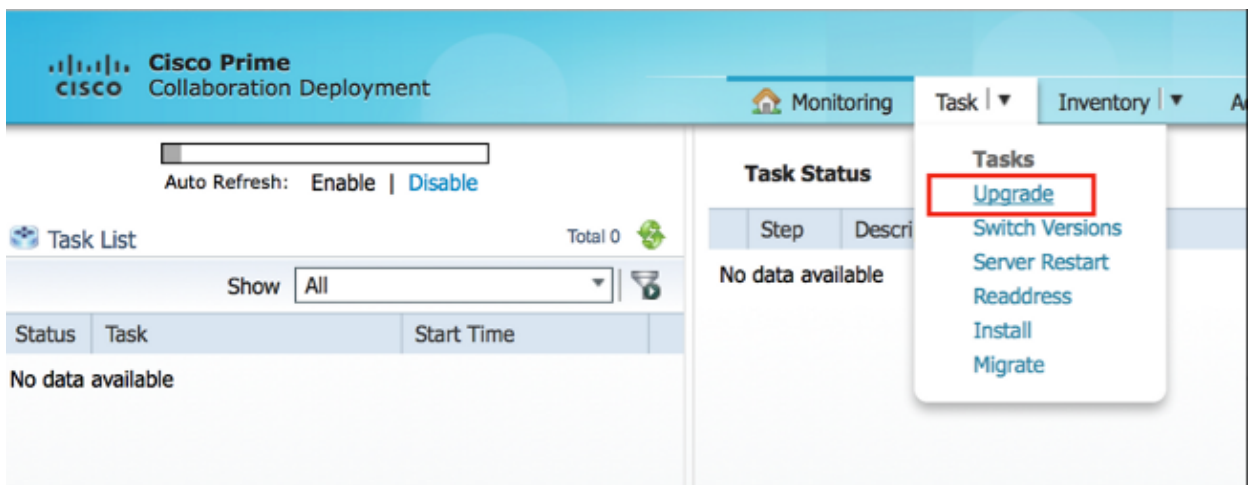 Cisco Prime
CISCO Collaboration Deployment
Monitoring Task Inventory
Auto Refresh: Enable | Disable
Task List Total 0
Show All
Status Task Start Time
No data available
Task Status
Step
No data available
Tasks
Upgrade
Switch Versions
Server Restart
Readdress
Install
Migrate